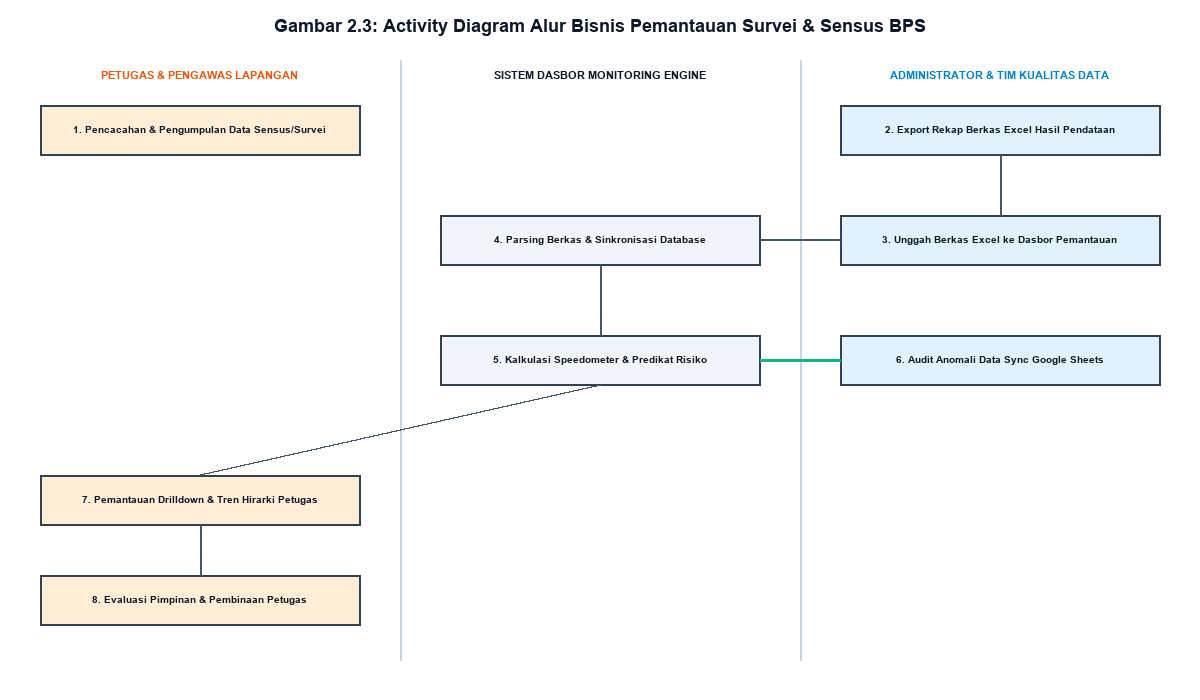 Gambar 2.3: Activity Diagram Alur Bisnis Pemantauan Survei & Sensus BPS
PETUGAS & PENGAWAS LAPANGAN
SISTEM DASBOR MONITORING ENGINE
ADMINISTRATOR & TIM KUALITAS DATA
1. Pencacahan & Pengumpulan Data Sensus/Survei
2. Export Rekap Berkas Excel Hasil Pendataan
4. Parsing Berkas & Sinkronisasi Database
3. Unggah Berkas Excel ke Dasbor Pemantauan
5. Kalkulasi Speedometer & Predikat Risiko
6. Audit Anomali Data Sync Google Sheets
7. Pemantauan Drilldown & Tren Hirarki Petugas
8. Evaluasi Pimpinan & Pembinaan Petugas